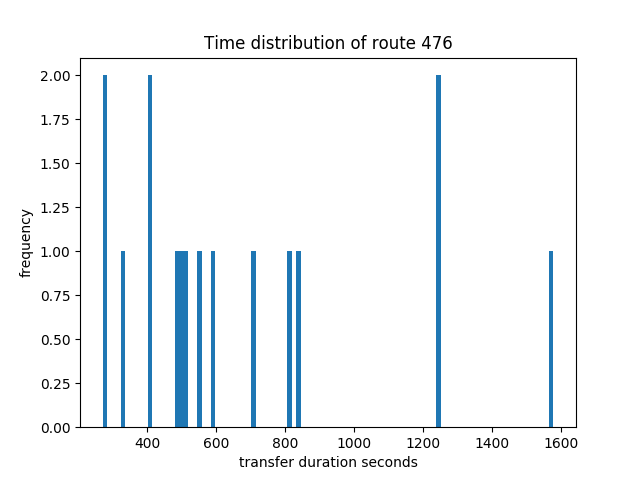 Time distribution of route 476
2.00
1.75
1.50
1.25
1.00
0.75
0.50
0.25
0.00
frequency
400 600 800 1000 1200 1400 1600
transfer duration seconds